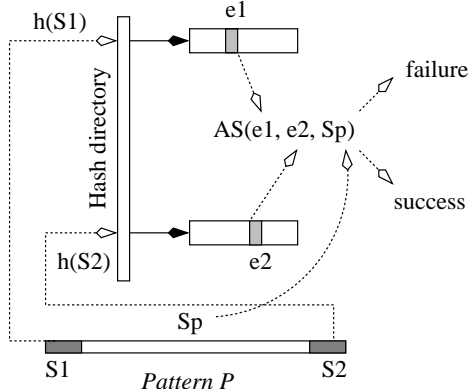 e1
h(S1)
failure
Hash directory
AS(e1, e2, Sp)
success
h(S2)
e2
Sp
S1
S2
Pattern P